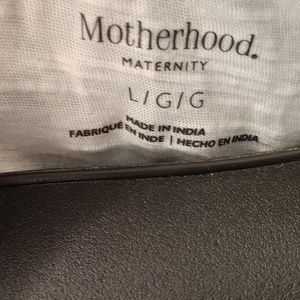 Motherhood.
MATERNITY
L/G/G
MADE IN INDIA
FABRIQUÉ EN INDE | HECHO EN INDIA